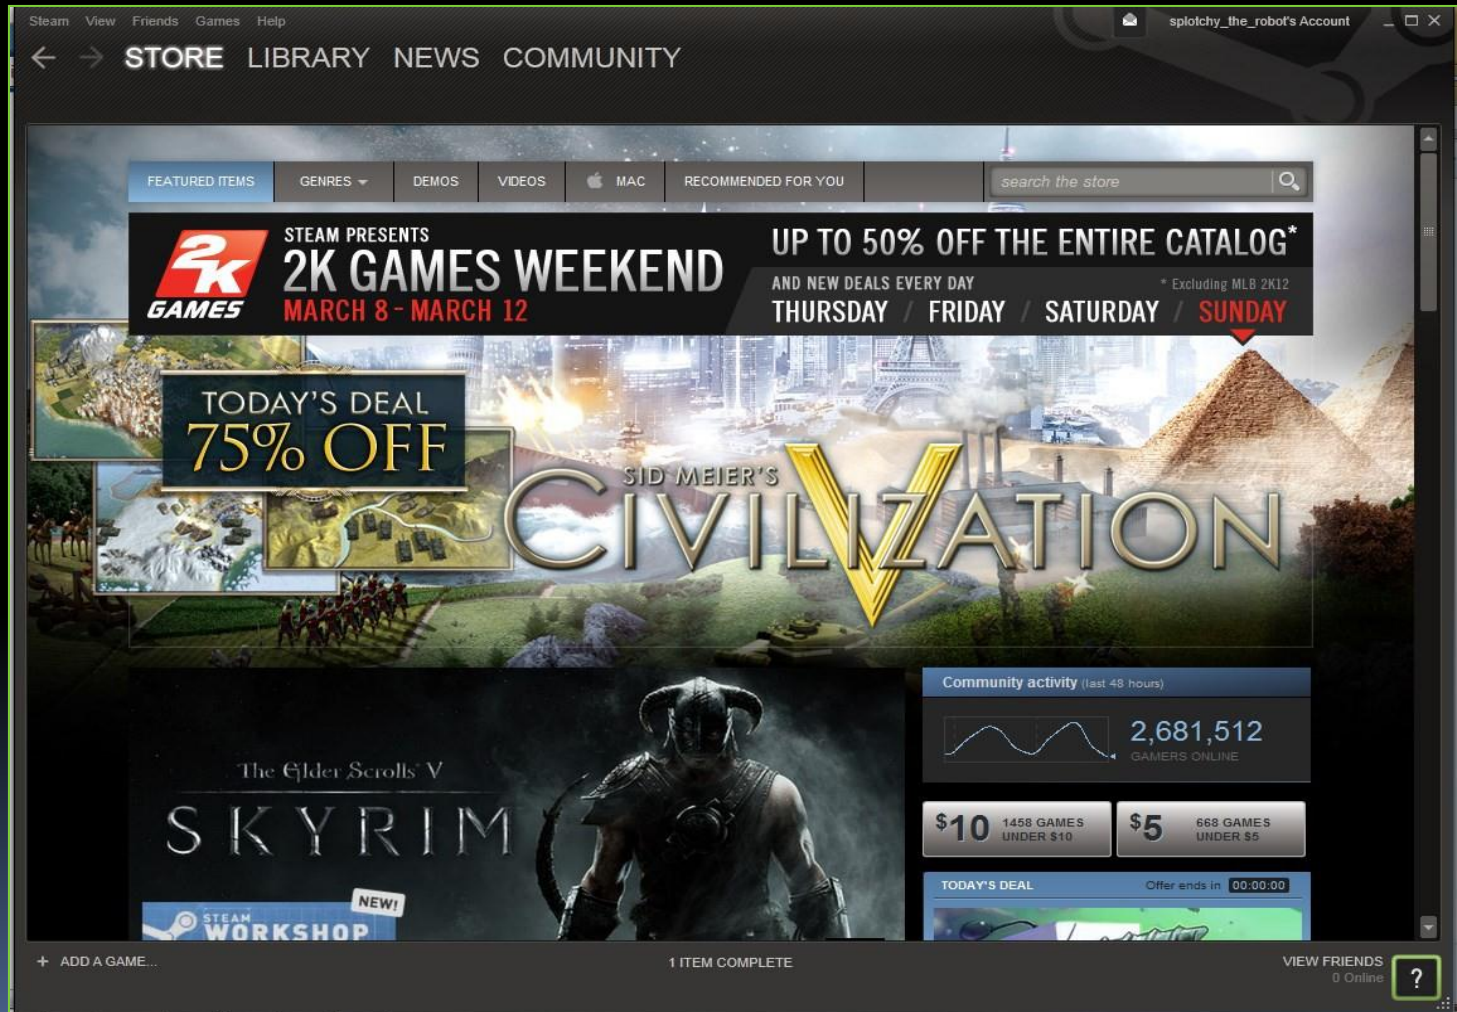 Steam View Friends Games Help
splotchy_the_robot's Account
STORE LIBRARY NEWS COMMUNITY
FEATURED ITEMS GENRES DEMOS VIDEOS MAC RECOMMENDED FOR YOU
search the store
2K
GAMES
STEAM PRESENTS
2K GAMES WEEKEND
MARCH 8 - MARCH 12
UP TO 50% OFF THE ENTIRE CATALOG*
AND NEW DEALS EVERY DAY
* Excluding MLB 2K12
THURSDAY / FRIDAY / SATURDAY / SUNDAY
TODAY'S DEAL
75% OFF
SID MEIER'S
CIVILIZATION
V
The Elder Scrolls V
SKYRIM
NEW!
STEAM
WORKSHOP
Community activity (last 48 hours)
2,681,512
GAMERS ONLINE
$10 1458 GAMES
UNDER $10
$5 668 GAMES
UNDER $5
TODAY'S DEAL
Offer ends in 00:00:00
+ ADD A GAME...
1 ITEM COMPLETE
VIEW FRIENDS
0 Online
?